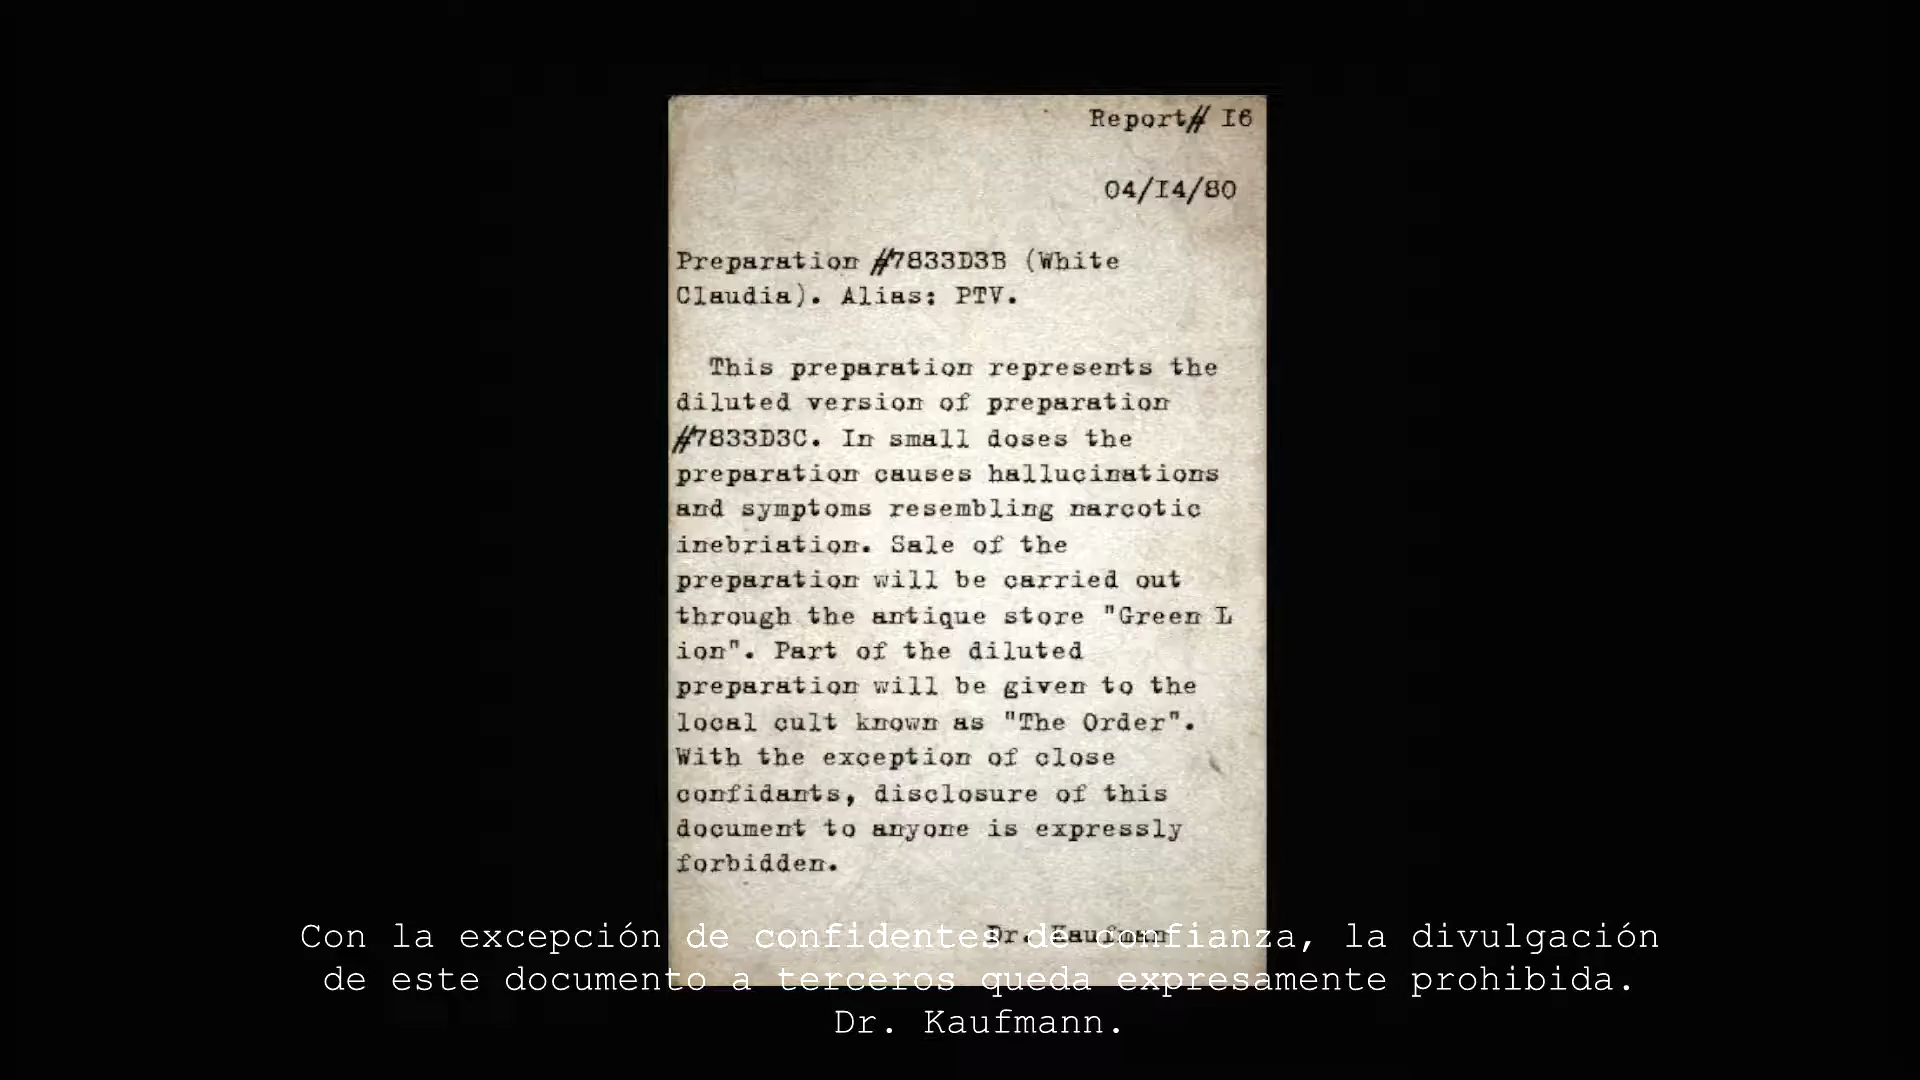 Report# I6
04/I4/80
Preparation #7833D3B (White
Claudia). Alias: PTV.
This preparation represents the
diluted version of preparation
#7833D3C. In small doses the
preparation causes hallucinations
and symptoms resembling narcotic
inebriation. Sale of the
preparation will be carried out
through the antique store "Green L
ion". Part of the diluted
preparation will be given to the
local cult known as "The Order".
With the exception of close
confidants, disclosure of this
document to anyone is expressly
forbidden.
Dr. Kaufman
Con la excepción de confidentes de confianza, la divulgación
de este documento a terceros queda expresamente prohibida.
Dr. Kaufmann.